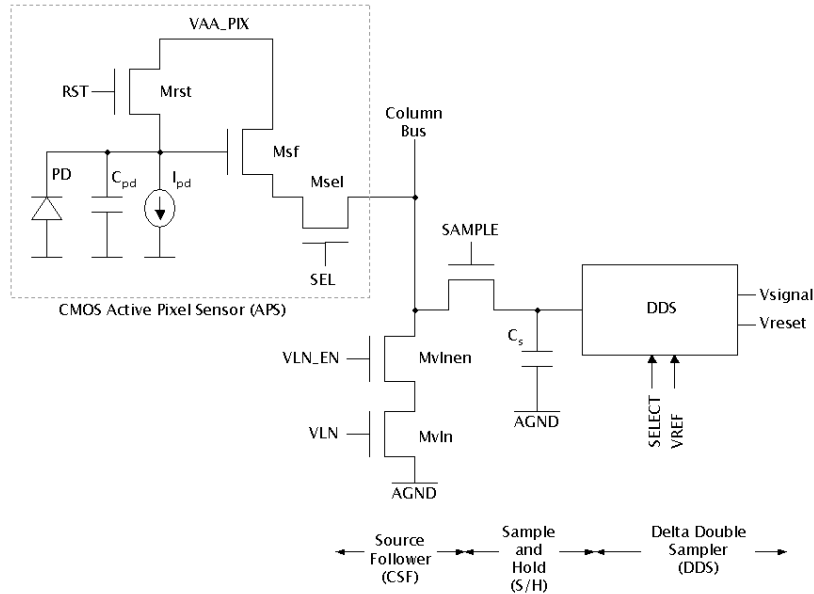 VAA_PIX
RST
Mrst
Column
Bus
PD
Cpd
Ipd
Msf
Msel
SEL
SAMPLE
CMOS Active Pixel Sensor (APS)
DDS
Vsignal
Vreset
Cs
VLN_EN
Mvlnen
AGND
SELECT
VREF
VLN
Mvln
AGND
Source
Follower
(CSF)
Sample
and
Hold
(S/H)
Delta Double
Sampler
(DDS)